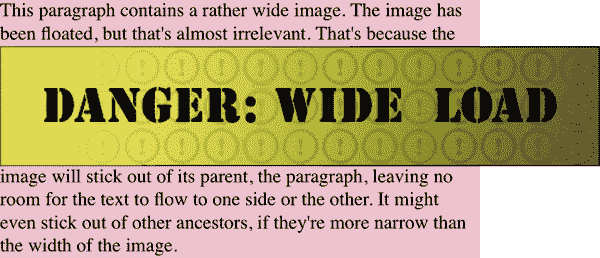 This paragraph contains a rather wide image. The image has
been floated, but that's almost irrelevant. That's because the
DANGER: WIDE LOAD
image will stick out of its parent, the paragraph, leaving no
room for the text to flow to one side or the other. It might
even stick out of other ancestors, if they're more narrow than
the width of the image.